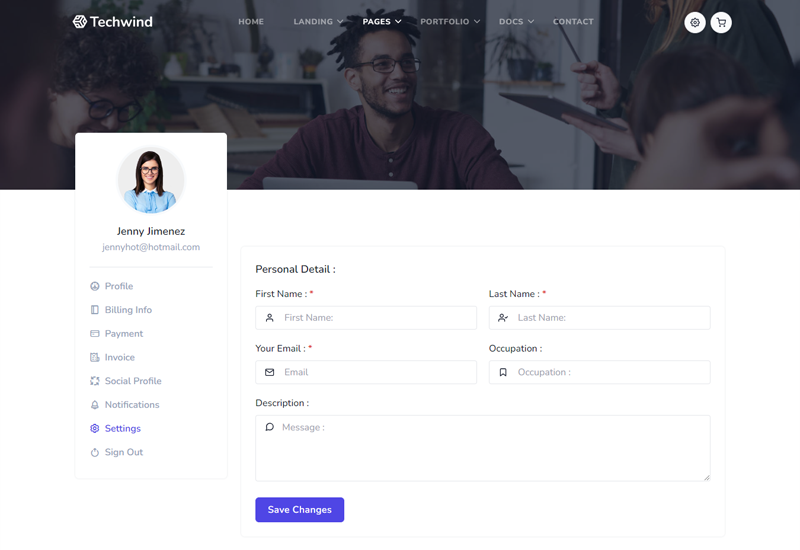 Techwind
HOME LANDING PAGES PORTFOLIO DOCS CONTACT
Jenny Jimenez
jennyhot@hotmail.com
Profile
Billing Info
Payment
Invoice
Social Profile
Notifications
Settings
Sign Out
Personal Detail :
First Name : *
First Name:
Last Name : *
Last Name:
Your Email : *
Email
Occupation :
Occupation :
Description :
Message :
Save Changes